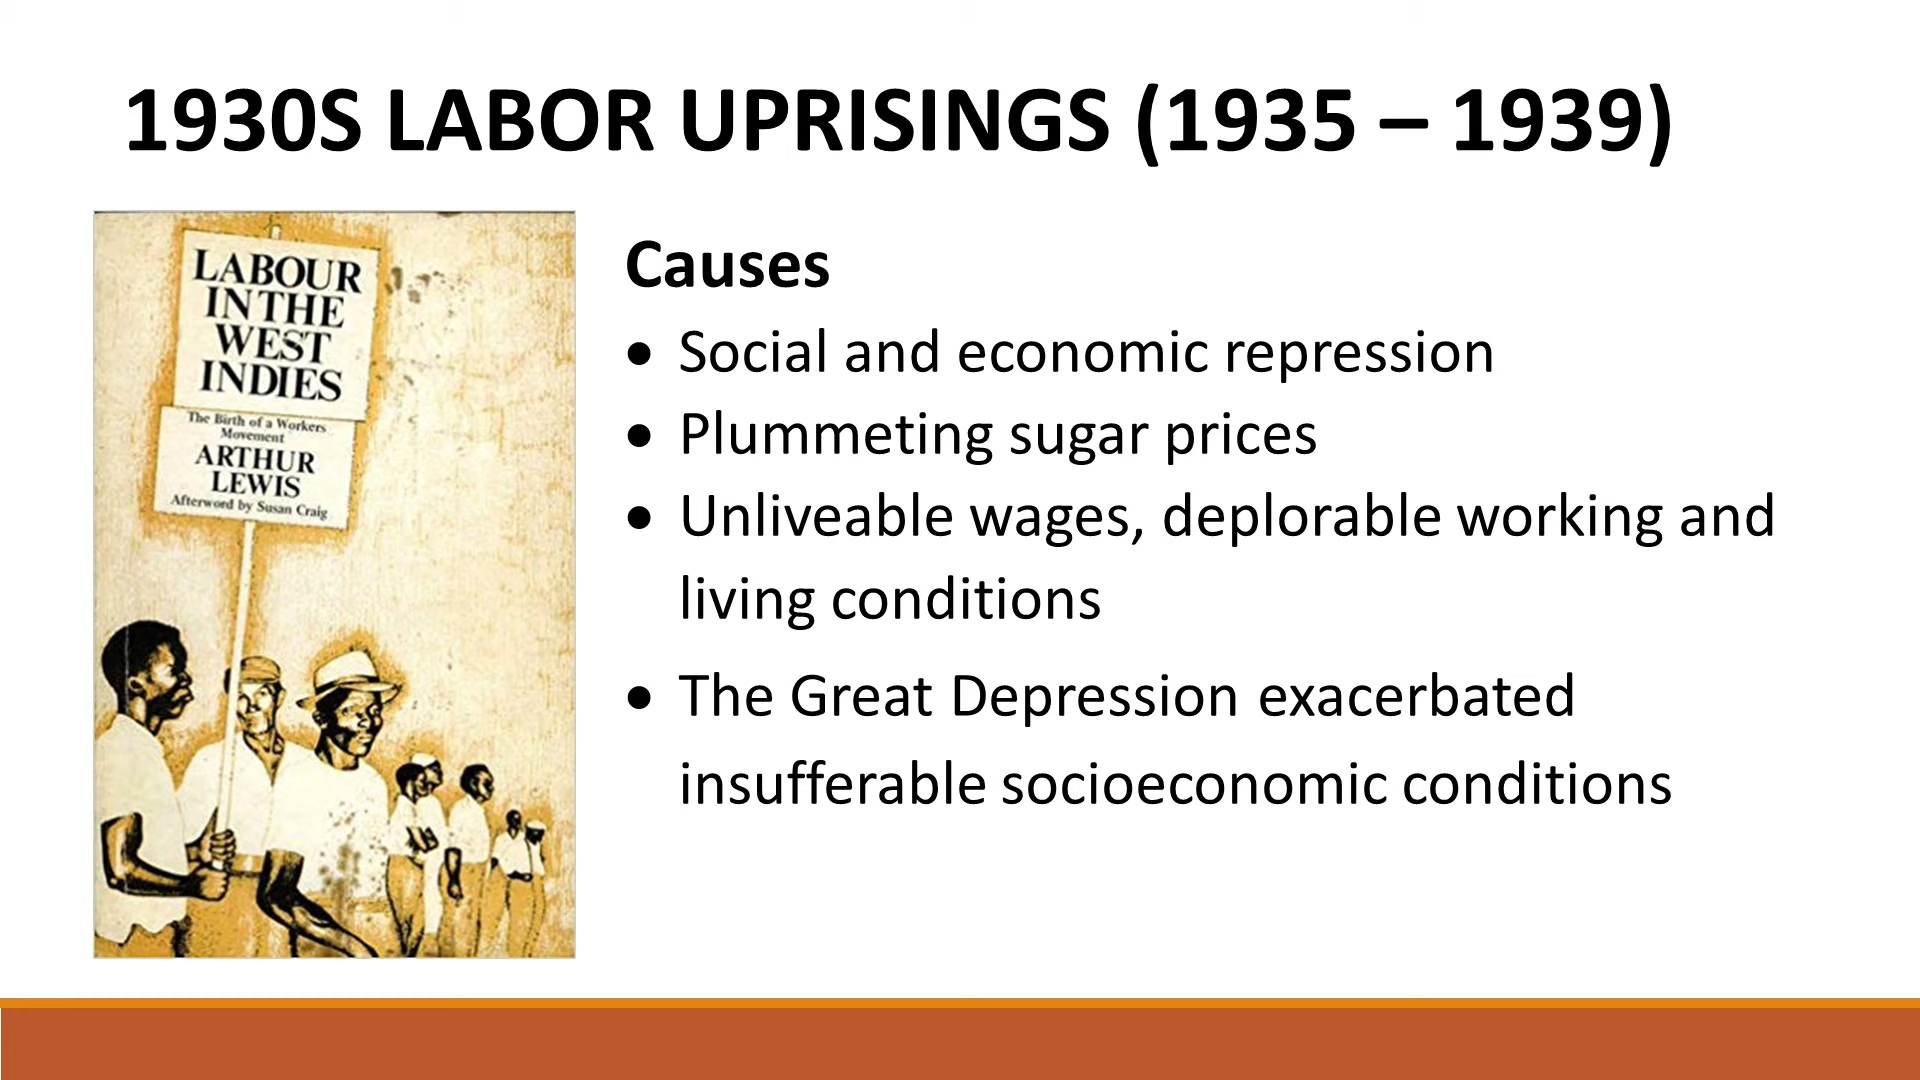 1930S LABOR UPRISINGS (1935 – 1939)
LABOUR
IN THE
WEST
INDIES
The Birth of a Workers
Movement
ARTHUR
LEWIS
Afterword by Susan Craig
Causes
• Social and economic repression
• Plummeting sugar prices
• Unliveable wages, deplorable working and
living conditions
• The Great Depression exacerbated
insufferable socioeconomic conditions